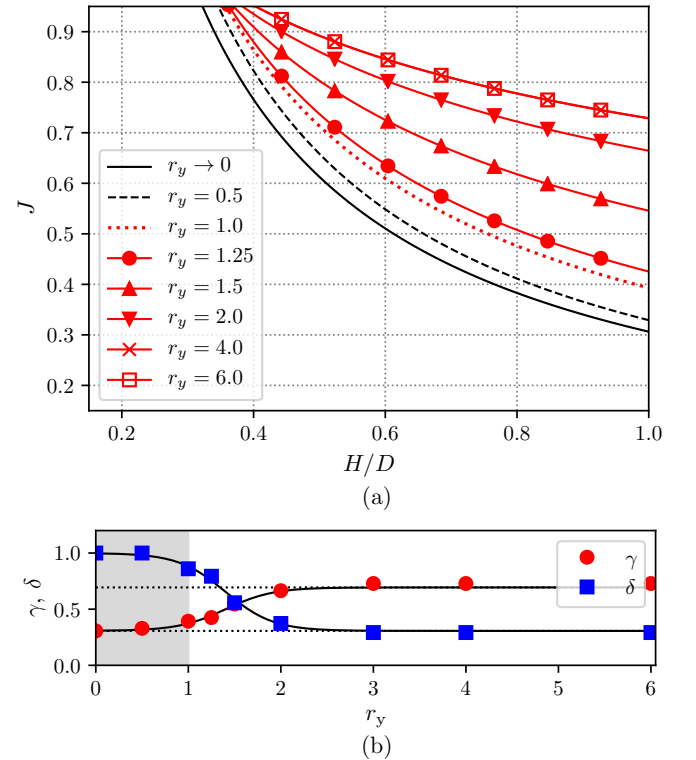 0.9
0.8
0.7
0.6
0.5
0.4
0.3
0.2
J
r_y → 0
r_y = 0.5
r_y = 1.0
r_y = 1.25
r_y = 1.5
r_y = 2.0
r_y = 4.0
r_y = 6.0
0.2 0.4 0.6 0.8 1.0
H/D
(a)
1.0
0.5
0.0
γ, δ
γ
δ
0 1 2 3 4 5 6
r_y
(b)